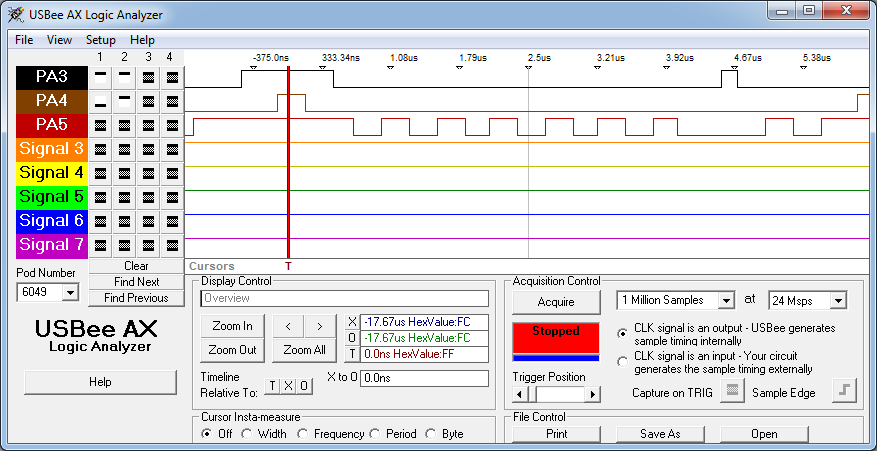 USBee AX Logic Analyzer
File View Setup Help
1 2 3 4
-375.0ns 333.34ns 1.08us 1.79us 2.5us 3.21us 3.92us 4.67us 5.38us
PA3
PA4
PA5
Signal 3
Signal 4
Signal 5
Signal 6
Signal 7
Clear
Find Next
Find Previous
Cursors T
Pod Number
6049
USBee AX
Logic Analyzer
Help
Display Control
Overview
Zoom In < >
Zoom Out Zoom All
X -17.67us HexValue:FC
O -17.67us HexValue:FC
T 0.0ns HexValue:FF
Timeline
Relative To: T X O
X to O 0.0ns
Cursor Insta-measure
Off Width Frequency Period Byte
Acquisition Control
Acquire 1 Million Samples at 24 Msps
Stopped
CLK signal is an output - USBee generates
sample timing internally
CLK signal is an input - Your circuit
generates the sample timing externally
Trigger Position
Capture on TRIG Sample Edge
File Control
Print Save As Open